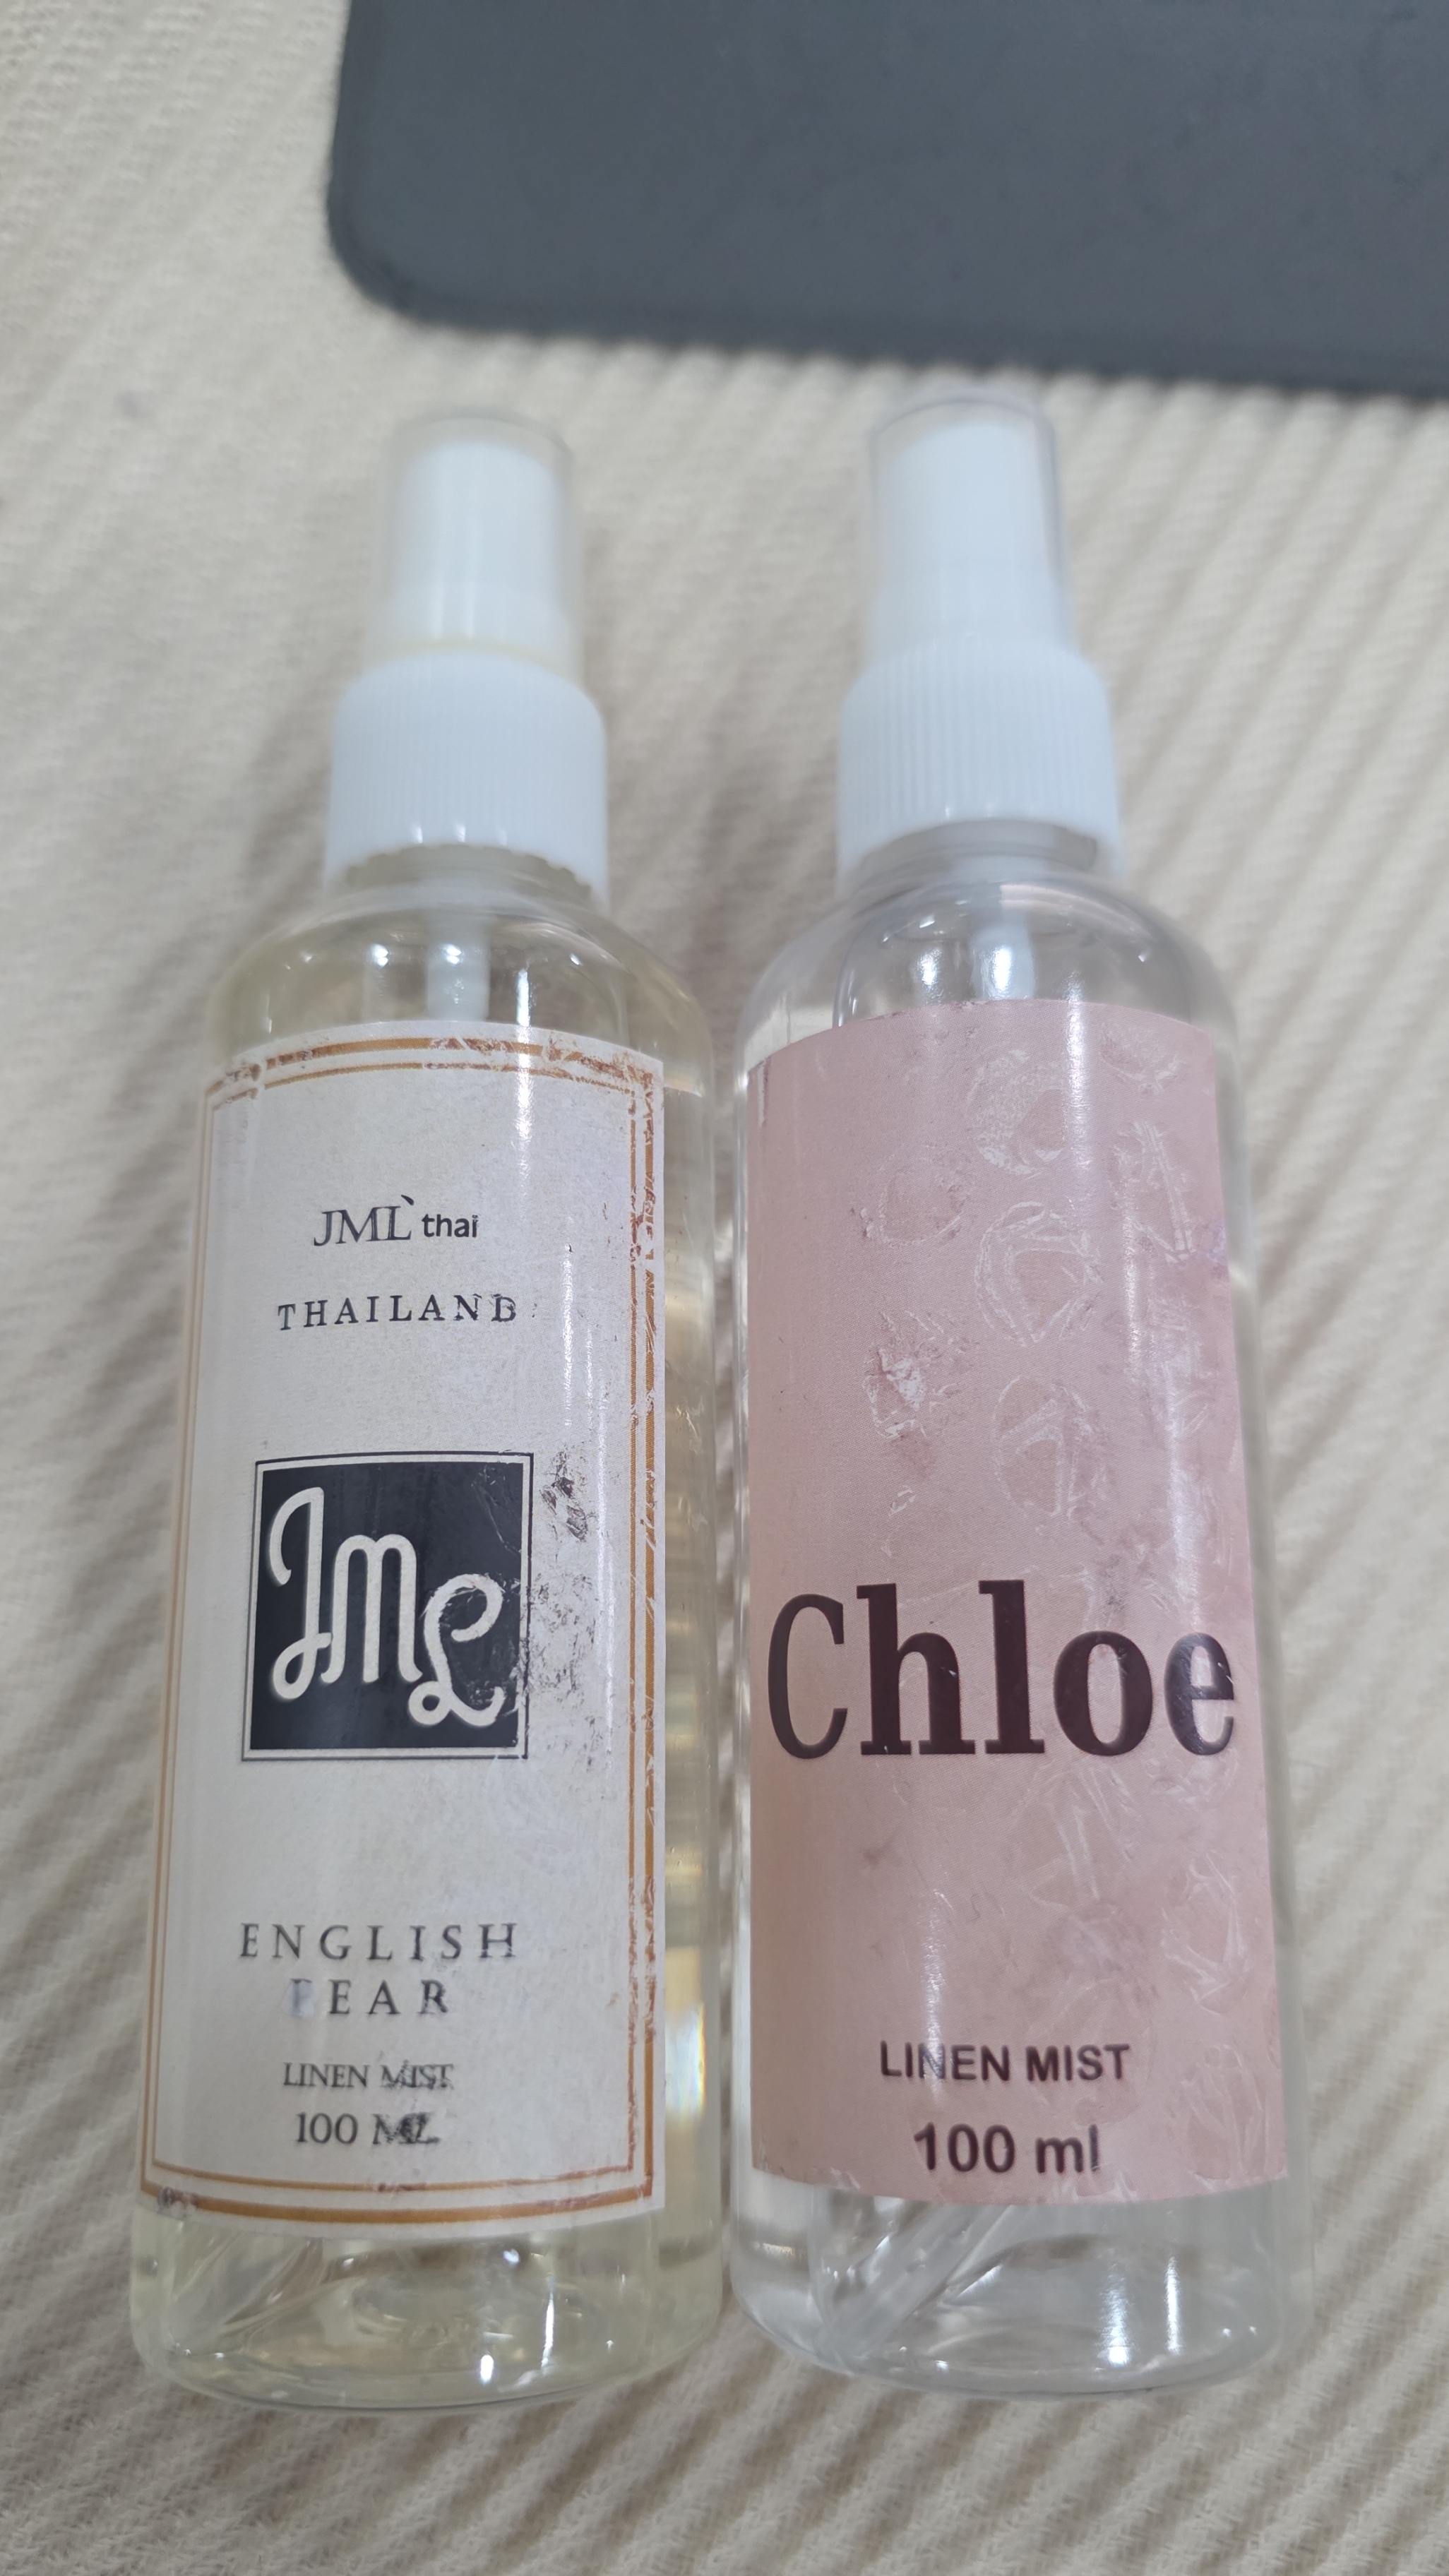 JML` thai
THAILAND
JML
ENGLISH
PEAR
LINEN MIST
100 ML
Chloe
LINEN MIST
100 ml